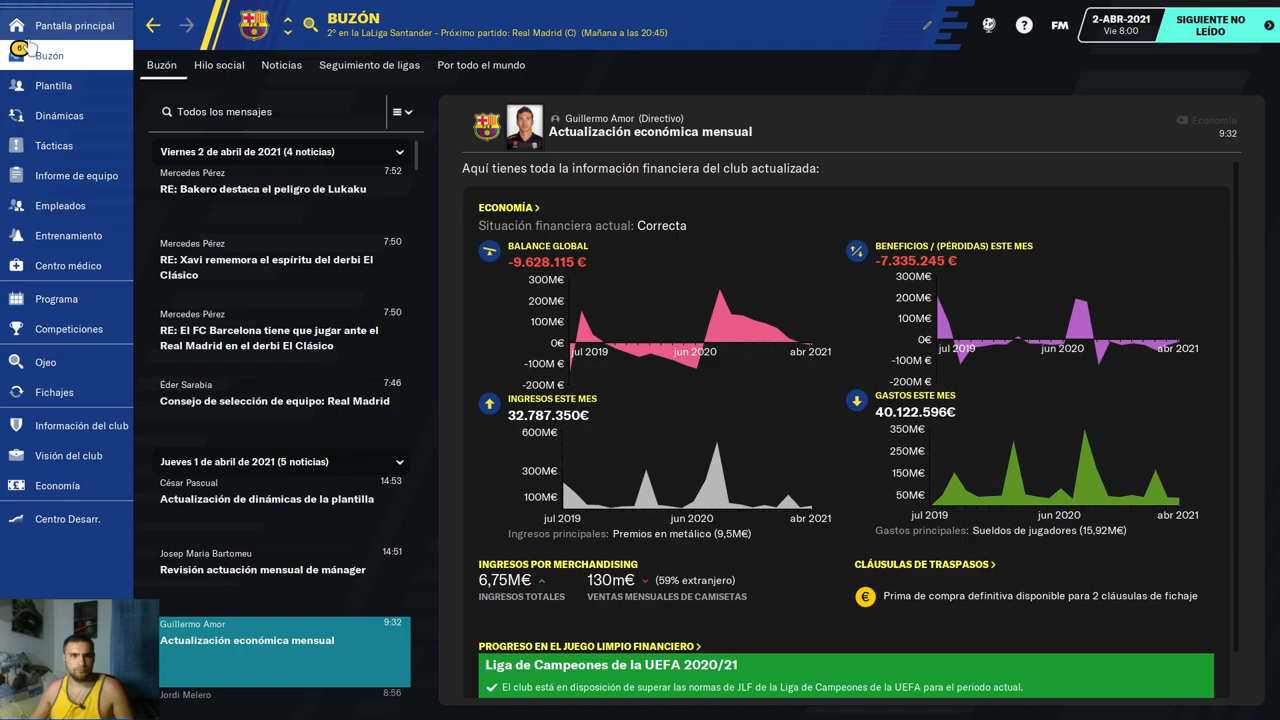 Pantalla principal
6
Buzón
Plantilla
Dinámicas
Tácticas
Informe de equipo
Empleados
Entrenamiento
Centro médico
Programa
Competiciones
Ojeo
Fichajes
Información del club
Visión del club
Economía
Centro Desarr.
BUZÓN
2º en la LaLiga Santander - Próximo partido: Real Madrid (C) (Mañana a las 20:45)
FM
2-ABR-2021
Vie 8:00
SIGUIENTE NO
LEÍDO
Buzón
Hilo social
Noticias
Seguimiento de ligas
Por todo el mundo
Todos los mensajes
Viernes 2 de abril de 2021 (4 noticias)
Mercedes Pérez 7:52
RE: Bakero destaca el peligro de Lukaku
Mercedes Pérez 7:50
RE: Xavi rememora el espíritu del derbi El
Clásico
Mercedes Pérez 7:50
RE: El FC Barcelona tiene que jugar ante el
Real Madrid en el derbi El Clásico
Éder Sarabia 7:46
Consejo de selección de equipo: Real Madrid
Jueves 1 de abril de 2021 (5 noticias)
César Pascual 14:53
Actualización de dinámicas de la plantilla
Josep Maria Bartomeu 14:51
Revisión actuación mensual de mánager
Guillermo Amor 9:32
Actualización económica mensual
Jordi Melero 8:56
Guillermo Amor (Directivo)
Actualización económica mensual
Economía
9:32
Aquí tienes toda la información financiera del club actualizada:
ECONOMÍA >
Situación financiera actual: Correcta
BALANCE GLOBAL
-9.628.115 €
300M€
200M€
100M€
0€
-100M €
-200M €
jul 2019
jun 2020
abr 2021
BENEFICIOS / (PÉRDIDAS) ESTE MES
-7.335.245 €
300M€
200M€
100M€
0€
-100M €
-200M €
jul 2019
jun 2020
abr 2021
INGRESOS ESTE MES
32.787.350€
600M€
300M€
100M€
jul 2019
jun 2020
abr 2021
Ingresos principales: Premios en metálico (9,5M€)
GASTOS ESTE MES
40.122.596€
350M€
250M€
150M€
50M€
jul 2019
jun 2020
abr 2021
Gastos principales: Sueldos de jugadores (15,92M€)
INGRESOS POR MERCHANDISING
6,75M€
INGRESOS TOTALES
130m€ (59% extranjero)
VENTAS MENSUALES DE CAMISETAS
CLÁUSULAS DE TRASPASOS >
€ Prima de compra definitiva disponible para 2 cláusulas de fichaje
PROGRESO EN EL JUEGO LIMPIO FINANCIERO >
Liga de Campeones de la UEFA 2020/21
El club está en disposición de superar las normas de JLF de la Liga de Campeones de la UEFA para el periodo actual.